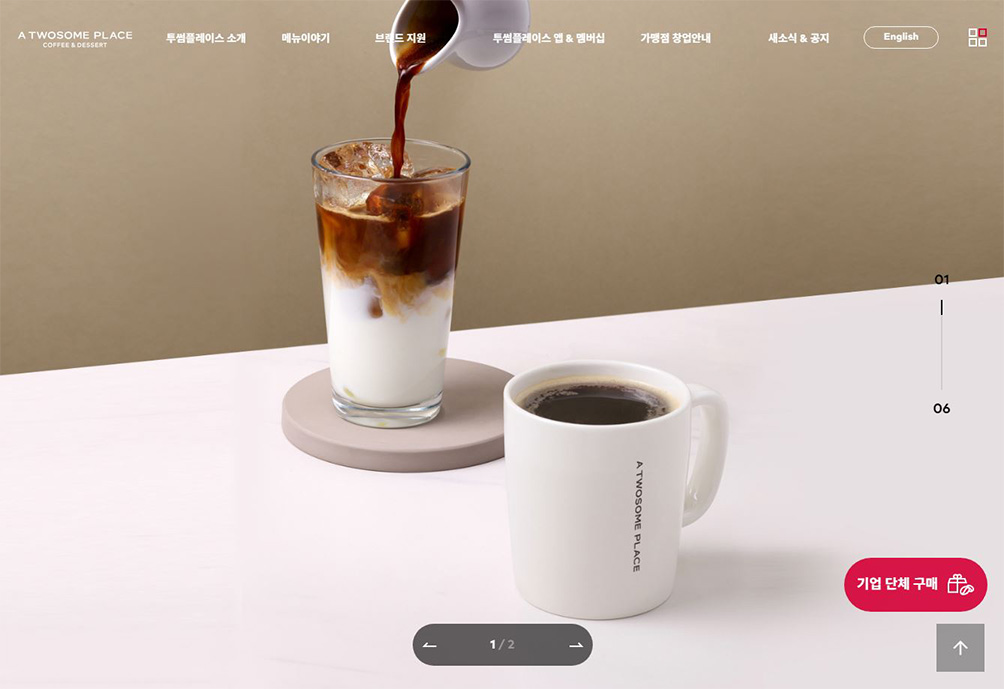 A TWOSOME PLACE
COFFEE & DESSERT
투썸플레이스 소개
메뉴이야기
브랜드 지원
투썸플레이스 앱 & 멤버십
가맹점 창업안내
새소식 & 공지
English
01
06
A TWOSOME PLACE
기업 단체 구매
1 / 2